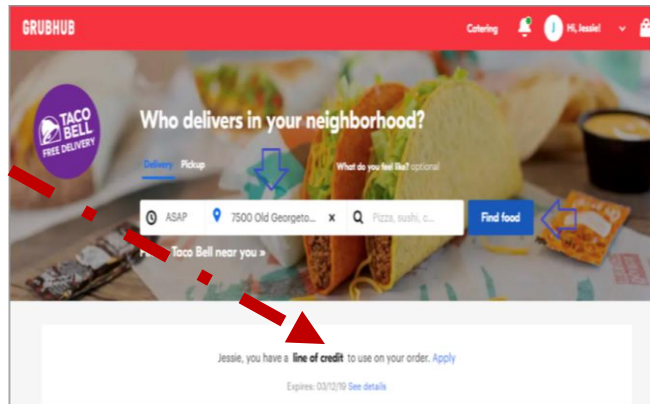 GRUBHUB
Catering
J
Hi, Jessie!
TACO
BELL
FREE DELIVERY
Who delivers in your neighborhood?
Delivery Pickup
What do you feel like? optional
ASAP
7500 Old Georgeto... x
Pizza, sushi, c...
Find food
Taco Bell near you »
Jessie, you have a line of credit to use on your order. Apply
Expires: 03/12/19 See details